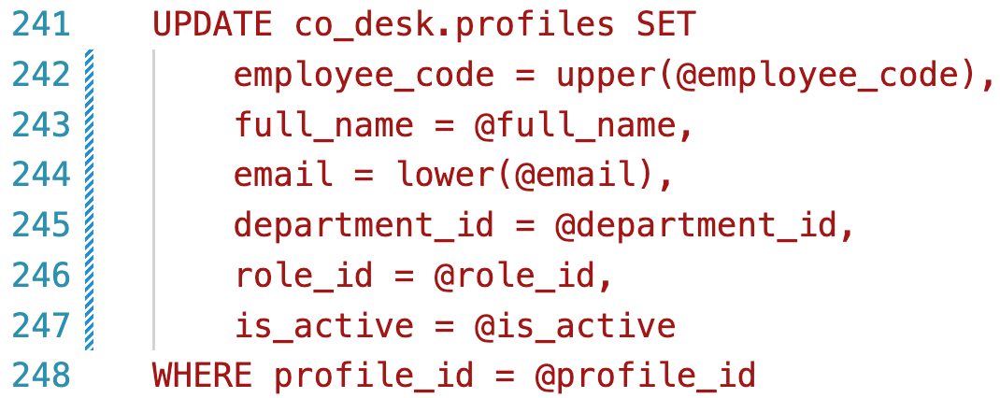 241 UPDATE co_desk.profiles SET
242 employee_code = upper(@employee_code),
243 full_name = @full_name,
244 email = lower(@email),
245 department_id = @department_id,
246 role_id = @role_id,
247 is_active = @is_active
248 WHERE profile_id = @profile_id